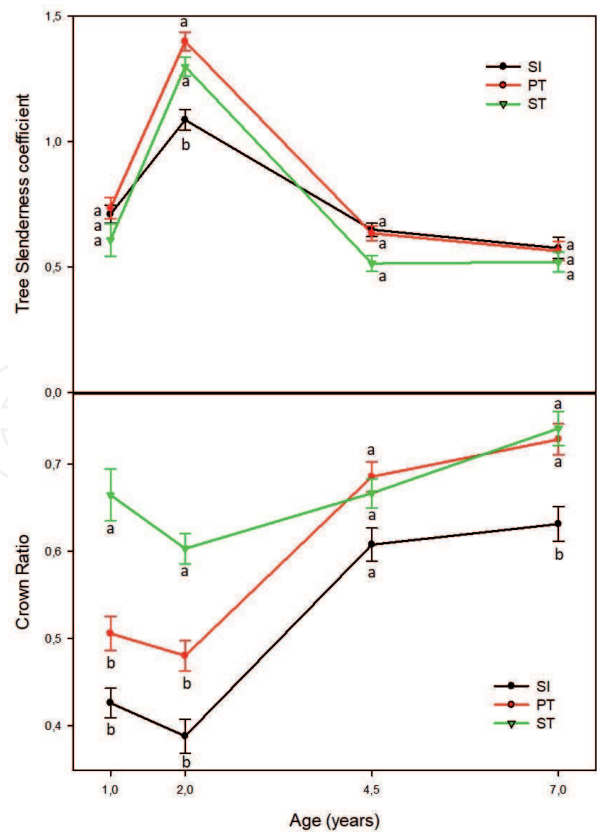 1,5
1,0
0,5
0,0
Tree Slenderness coefficient
SI
PT
ST
a
a
b
a
a
a
a
a
a
a
a
a
0,7
0,6
0,5
0,4
Crown Ratio
a
b
b
a
b
b
a
a
a
a
a
b
SI
PT
ST
1,0
2,0
4,5
7,0
Age (years)